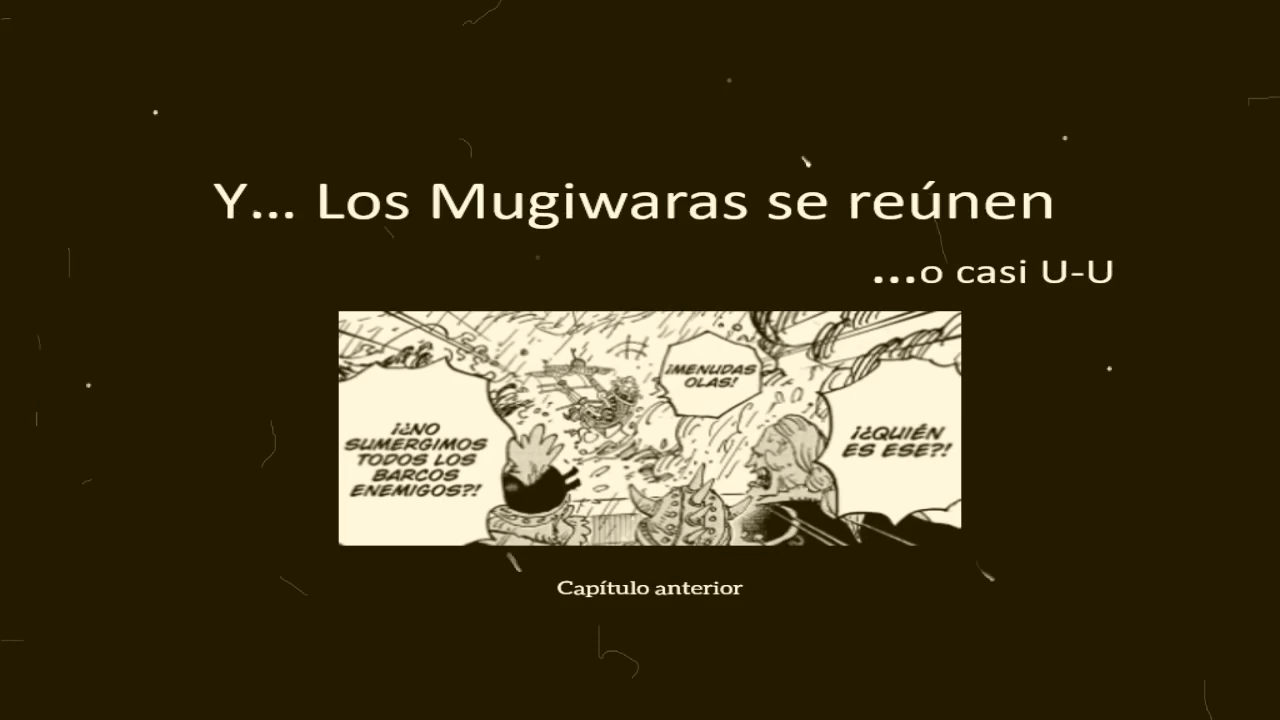 Y... Los Mugiwaras se reúnen
...o casi U-U
¡MENUDAS
OLAS!
¡¿NO
SUMERGIMOS
TODOS LOS
BARCOS
ENEMIGOS?!
¡¿QUIÉN
ES ESE?!
Capítulo anterior